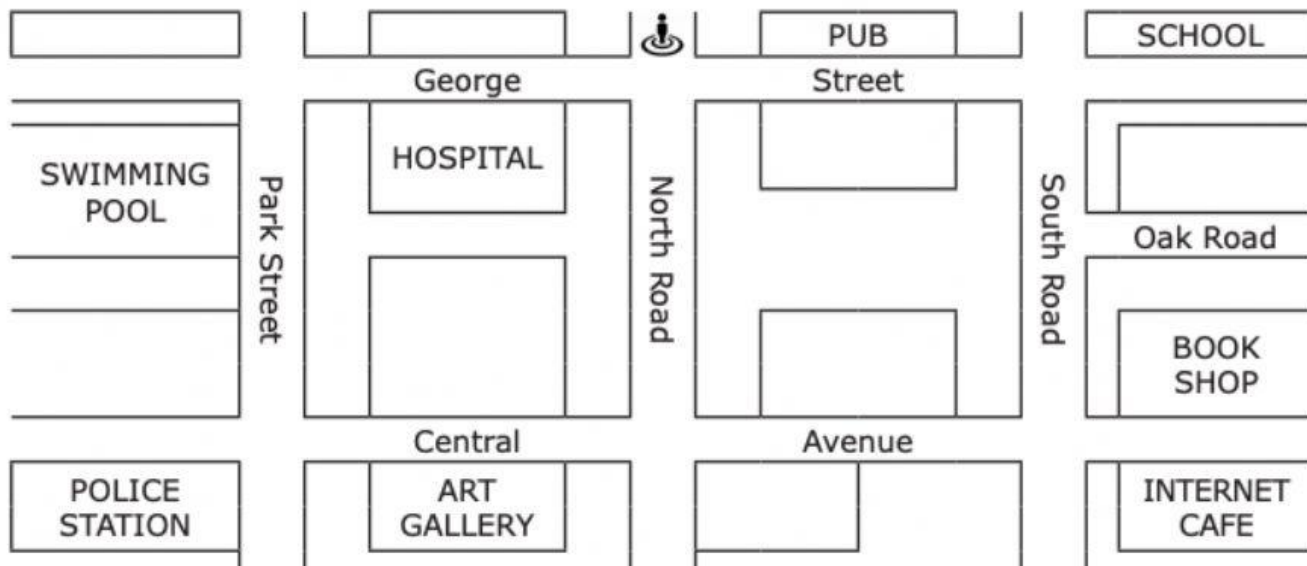 PUB
SCHOOL
George
Street
HOSPITAL
SWIMMING
POOL
Park Street
North Road
South Road
Oak Road
BOOK
SHOP
Central
Avenue
POLICE
STATION
ART
GALLERY
INTERNET
CAFE